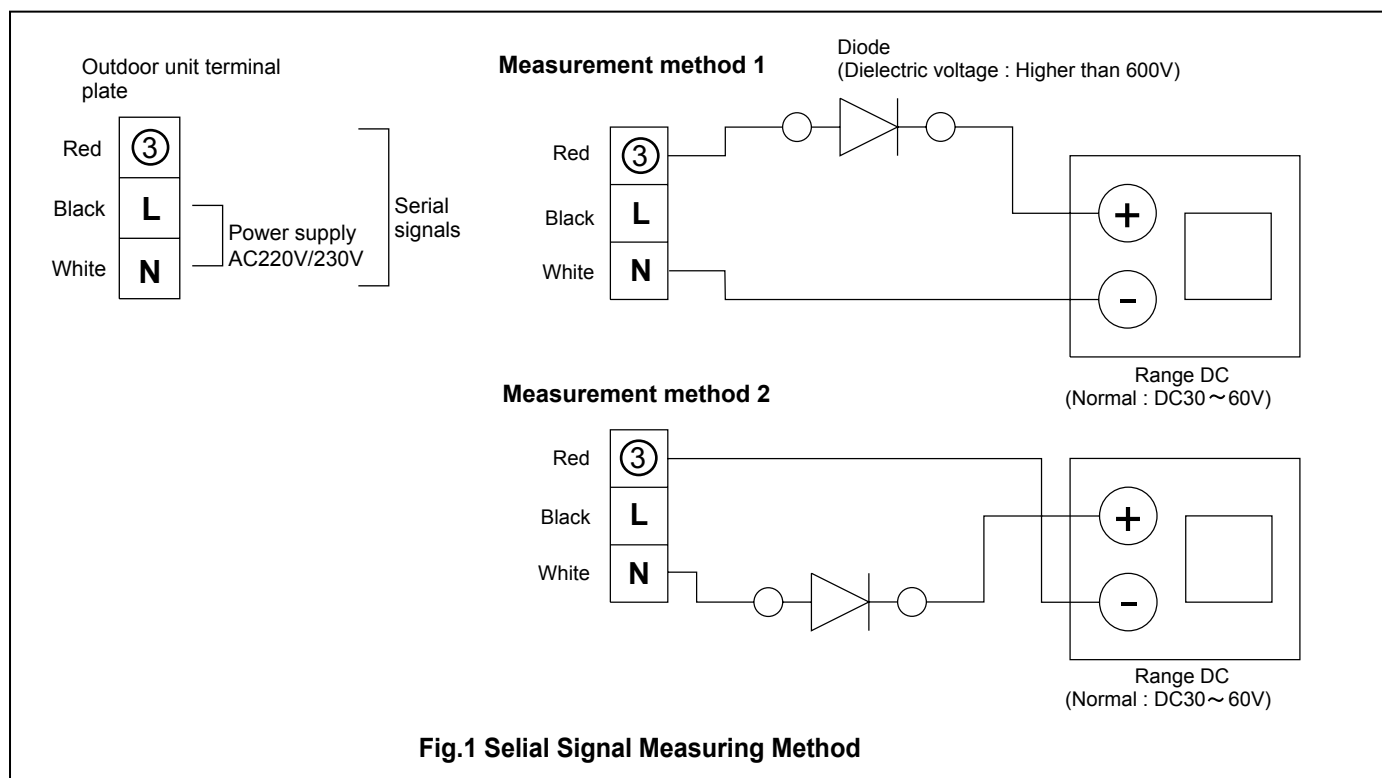 Outdoor unit terminal
plate
Red
③
Black
L
White
N
Power supply
AC220V/230V
Serial
signals
Measurement method 1
Diode
(Dielectric voltage : Higher than 600V)
Red
③
Black
L
White
N
+
-
Range DC
(Normal : DC30～60V)
Measurement method 2
Red
③
Black
L
White
N
+
-
Range DC
(Normal : DC30～60V)
Fig.1 Selial Signal Measuring Method